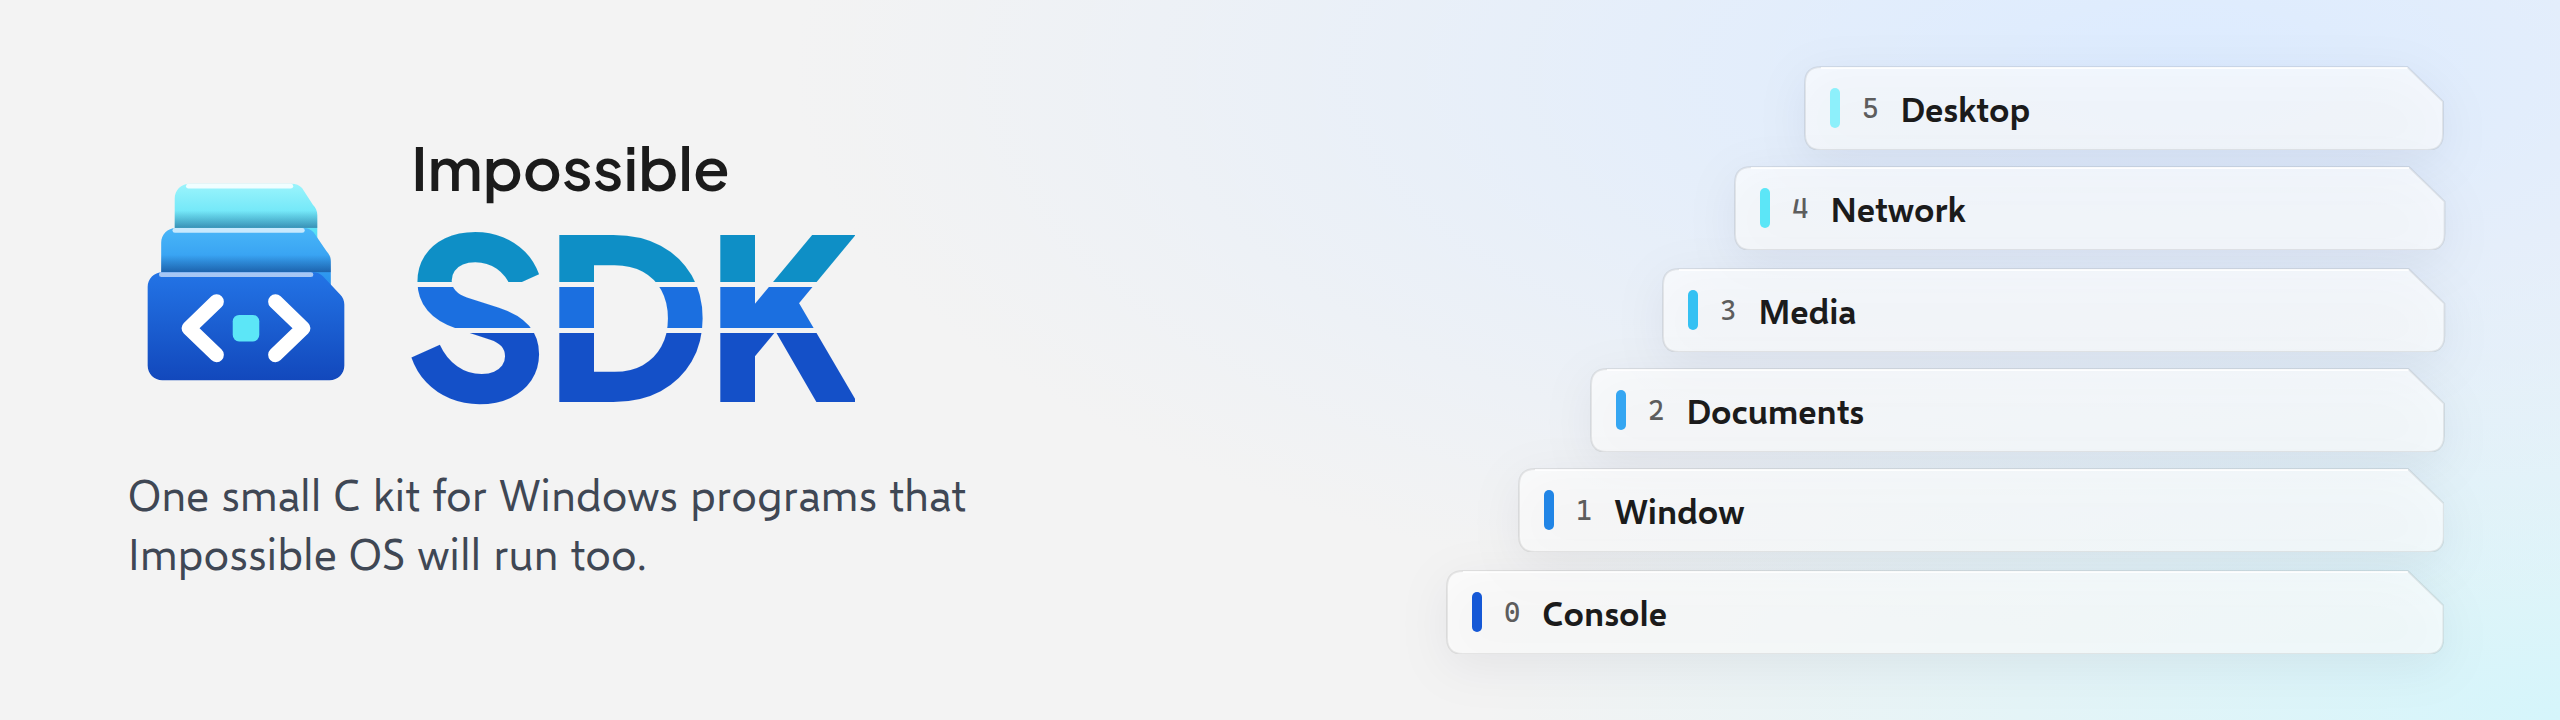 Impossible
SDK
One small C kit for Windows programs that
Impossible OS will run too.
5 Desktop
4 Network
3 Media
2 Documents
1 Window
0 Console